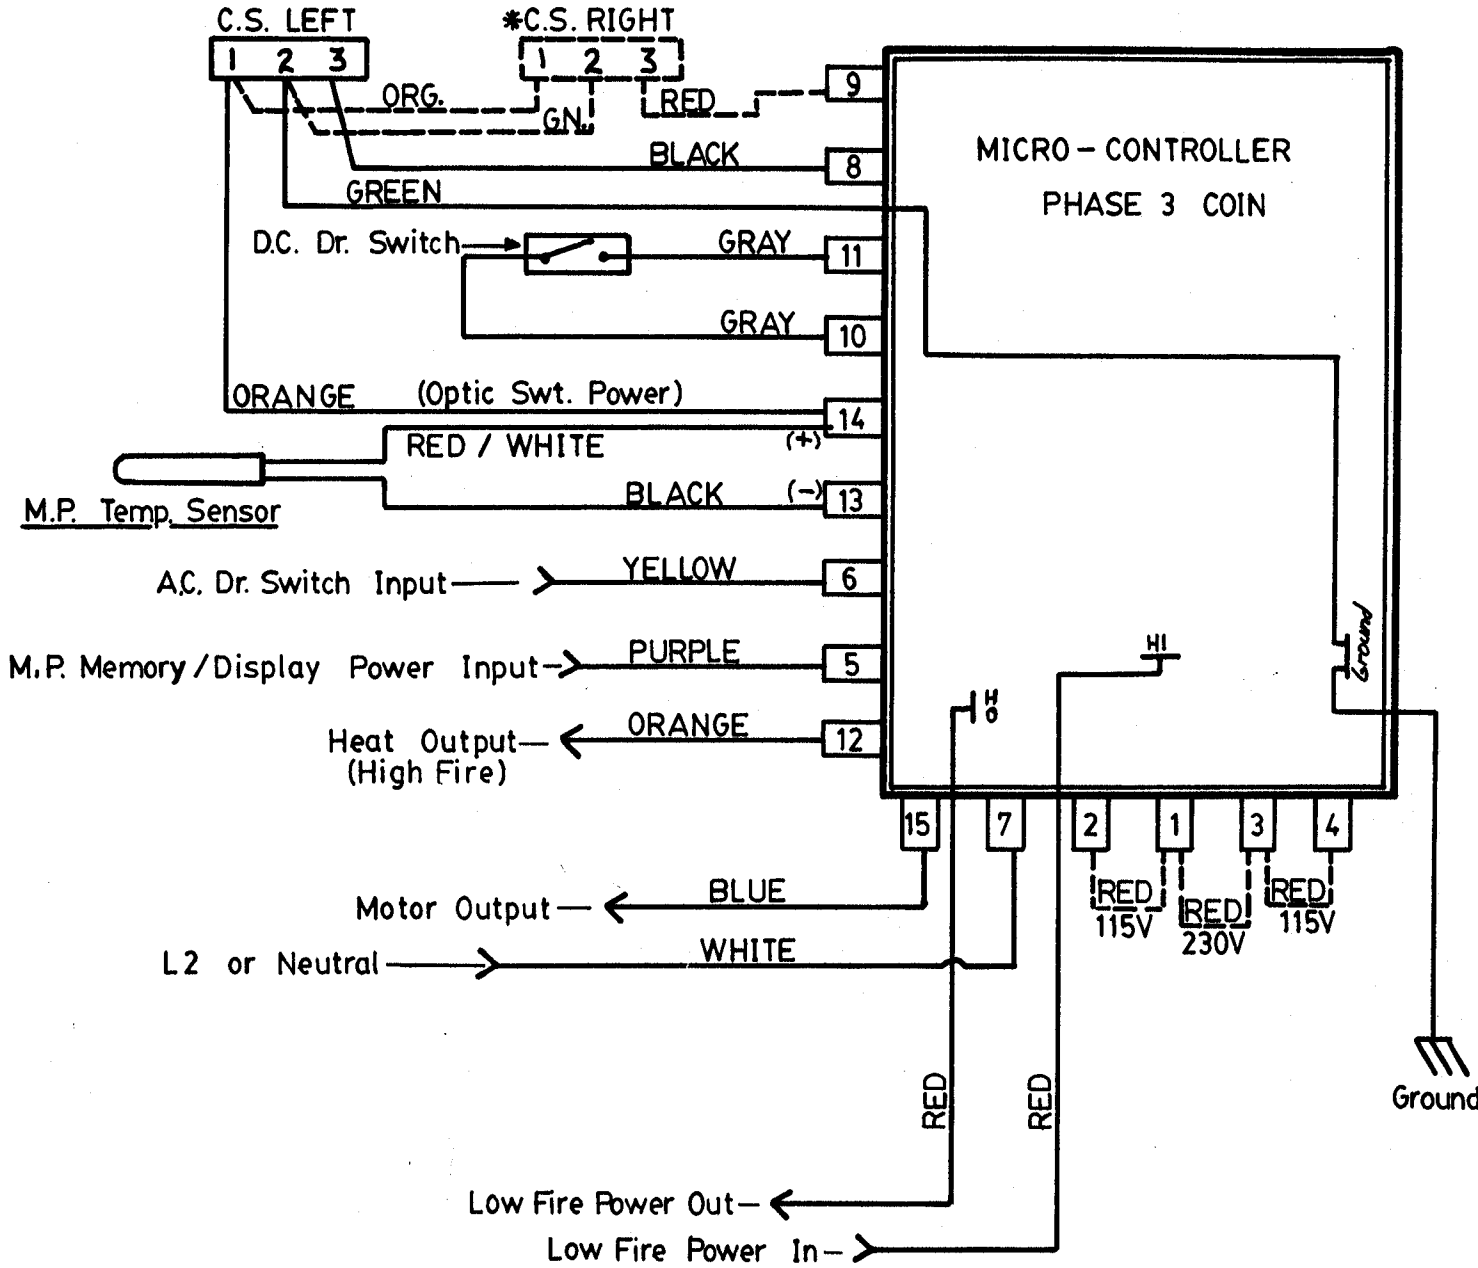 C.S. LEFT
*C.S. RIGHT
1 2 3
1 2 3
ORG.
GN.
RED
9
BLACK
8
MICRO-CONTROLLER
PHASE 3 COIN
GREEN
D.C. Dr. Switch
GRAY
11
GRAY
10
ORANGE (Optic Swt. Power)
14
RED / WHITE (+)
BLACK (-)
13
M.P. Temp. Sensor
A.C. Dr. Switch Input
YELLOW
6
M.P. Memory/Display Power Input
PURPLE
5
Heat Output
(High Fire)
ORANGE
12
HI
HO
Ground
15 7 2 1 3 4
Motor Output
BLUE
RED
115V
RED
230V
RED
115V
L2 or Neutral
WHITE
RED
RED
Ground
Low Fire Power Out
Low Fire Power In